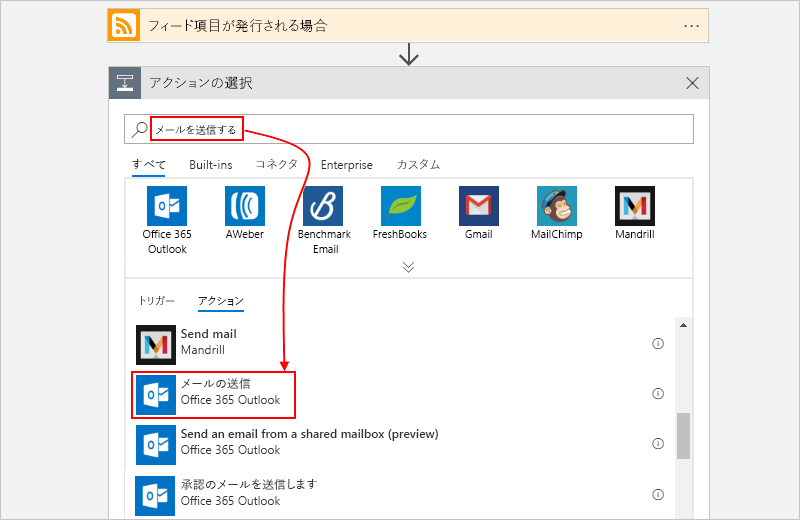 フィード項目が発行される場合
アクションの選択
メールを送信する
すべて Built-ins コネクタ Enterprise カスタム
Office 365 Outlook
AWeber
Benchmark Email
FreshBooks
Gmail
MailChimp
Mandrill
トリガー アクション
Send mail
Mandrill
メールの送信
Office 365 Outlook
Send an email from a shared mailbox (preview)
Office 365 Outlook
承認のメールを送信します
Office 365 Outlook